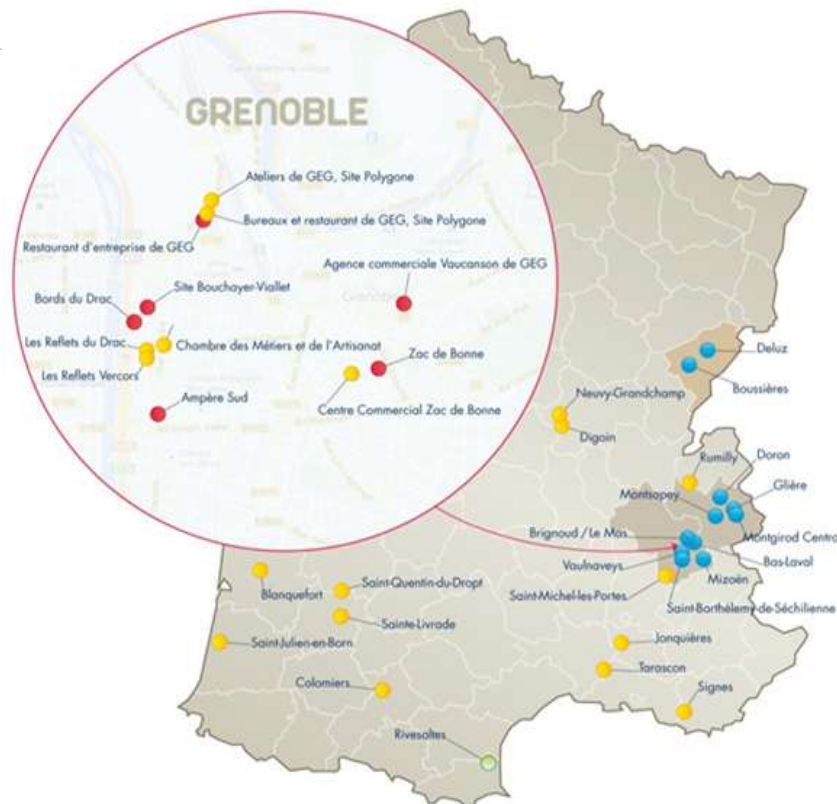 GRENOBLE
Ateliers de GEG, Site Polygone
Bureaux et restaurant de GEG, Site Polygone
Restaurant d'entreprise de GEG
Agence commerciale Vaucanson de GEG
Site Bouchayer-Viallet
Bords du Drac
Les Reflets du Drac
Chambre des Métiers et de l'Artisanat
Les Reflets Vercors
Zac de Bonne
Ampère Sud
Centre Commercial Zac de Bonne
Deluz
Boussières
Neuvy-Grandchamp
Digoin
Rumilly
Doron
Glière
Montsapey
Brignoud / Le Mas
Montgirod Centron
Bas-Laval
Vaulnaveys
Mizoën
Saint-Michel-les-Portes
Saint-Barthélemy-de-Séchilienne
Blanquefort
Saint-Quentin-du-Dropt
Sainte-Livrade
Saint-Julien-en-Born
Jonquières
Tarascon
Colomiers
Signes
Rivesaltes